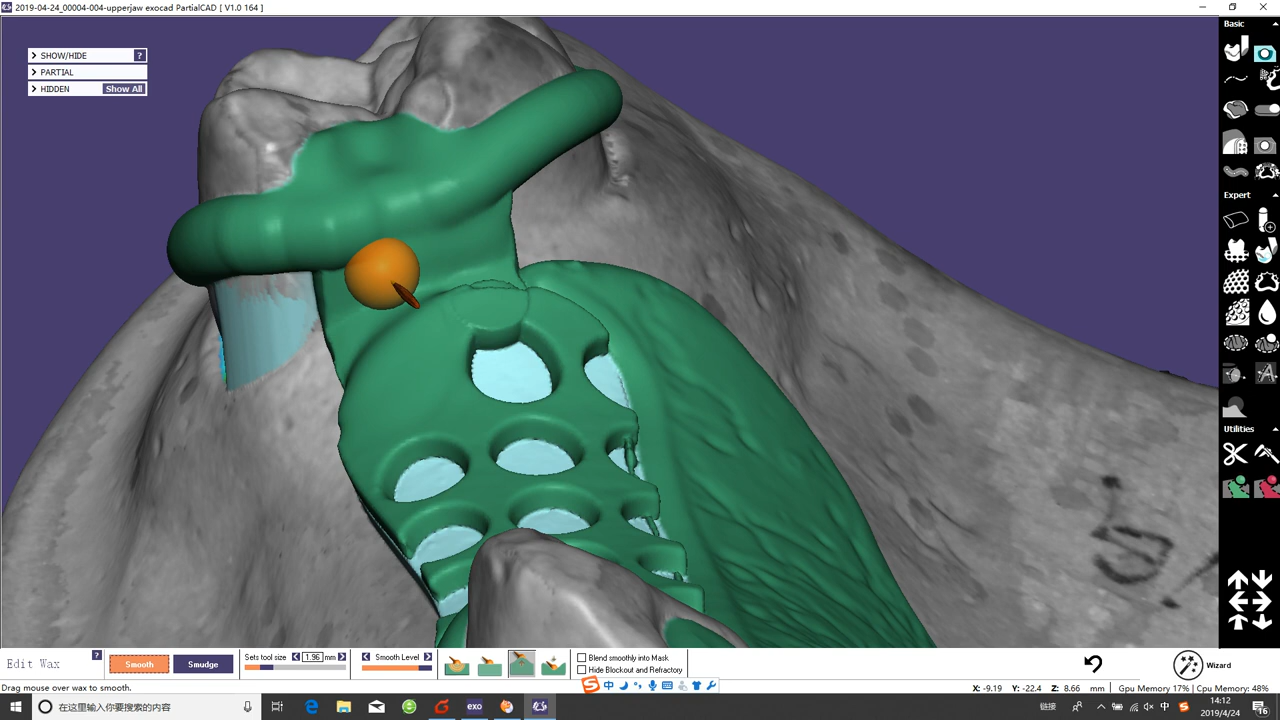 2019-04-24_00004-004-upperjaw exocad PartialCAD [ V1.0 164 ]
SHOW/HIDE ?
PARTIAL
HIDDEN Show All
Basic
Expert
Utilities
Edit Wax ?
Smooth
Smudge
Sets tool size 1.96 mm
Smooth Level
Blend smoothly into Mask
Hide Blockout and Refractory
Wizard
Drag mouse over wax to smooth.
X: -9.19 Y: -22.4 Z: 8.66 mm
Gpu Memory 17% Cpu Memory: 48%
中
在这里输入你要搜索的内容
exo
链接
中
14:12
2019/4/24
16